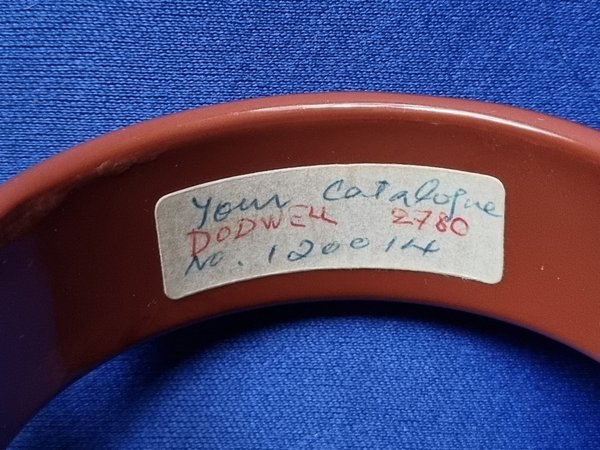 Your Catalogue
DODWELL 2780
No. 120014